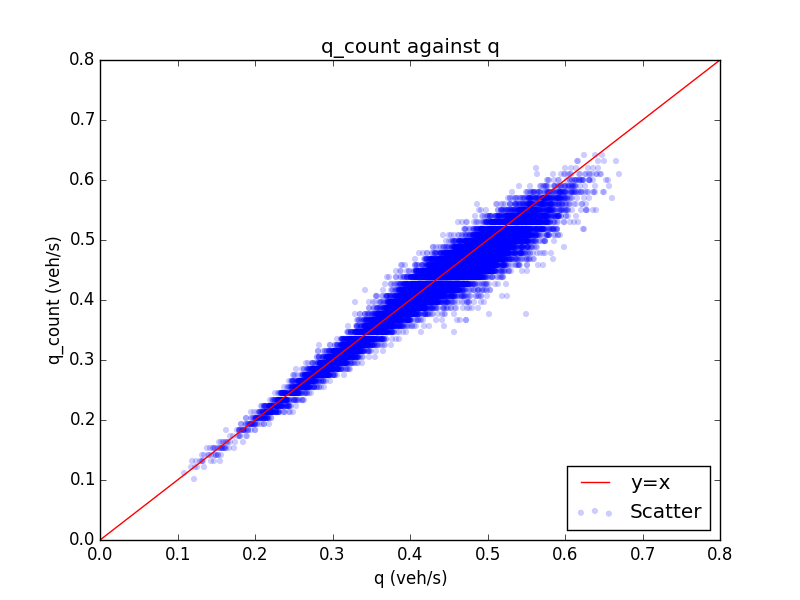 q_count against q
q_count (veh/s)
0.8
0.7
0.6
0.5
0.4
0.3
0.2
0.1
0.0
y=x
Scatter
0.0 0.1 0.2 0.3 0.4 0.5 0.6 0.7 0.8
q (veh/s)